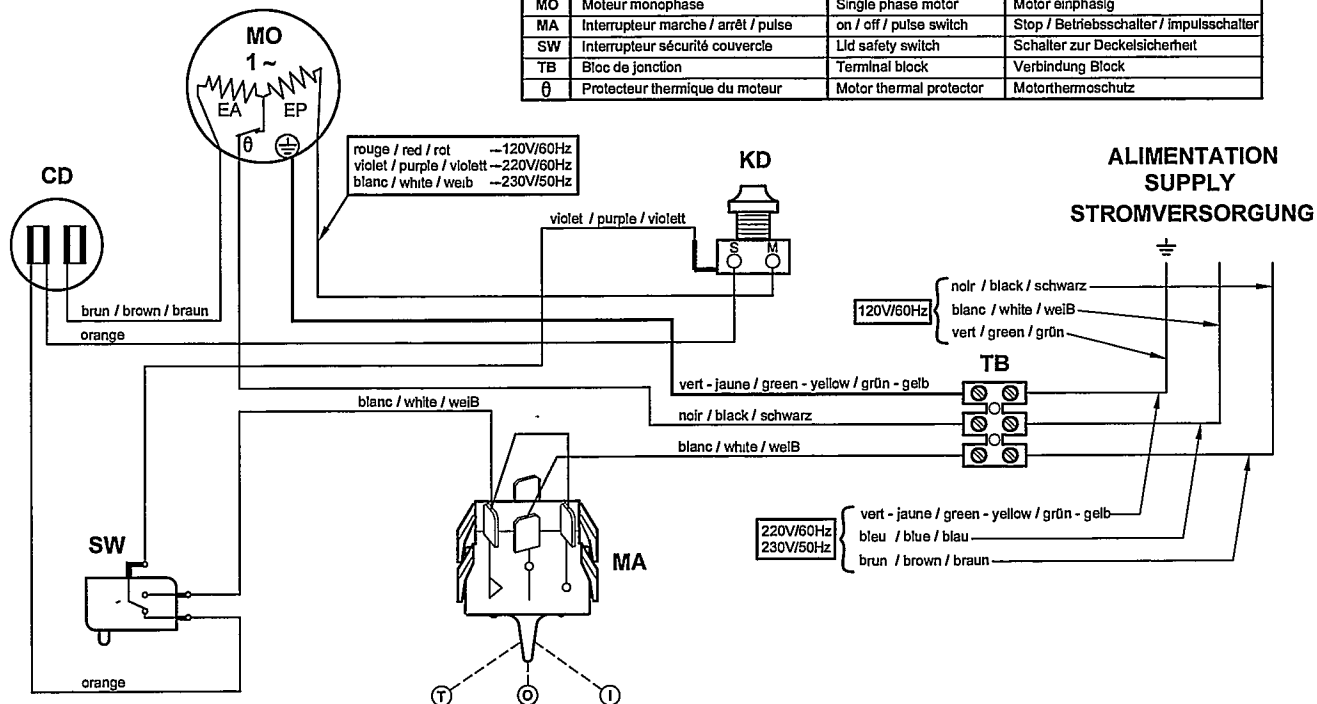 MO Moteur monophase Single phase motor Motor einphasig
MA Interrupteur marche / arrêt / pulse on / off / pulse switch Stop / Betriebsschalter / impulsschalter
SW Interrupteur sécurité couvercle Lid safety switch Schalter zur Deckelsicherheit
TB Bloc de jonction Terminal block Verbindung Block
θ Protecteur thermique du moteur Motor thermal protector Motorthermoschutz
MO
1 ~
EA EP
θ
rouge / red / rot —120V/60Hz
violet / purple / violett —220V/60Hz
blanc / white / weib —230V/50Hz
KD
S M
violet / purple / violett
CD
brun / brown / braun
orange
ALIMENTATION
SUPPLY
STROMVERSORGUNG
120V/60Hz
noir / black / schwarz
blanc / white / weiB
vert / green / grün
TB
vert - jaune / green - yellow / grün - gelb
noir / black / schwarz
blanc / white / weiB
blanc / white / weiB
220V/60Hz
230V/50Hz
vert - jaune / green - yellow / grün - gelb
bleu / blue / blau
brun / brown / braun
SW
MA
orange
T O I